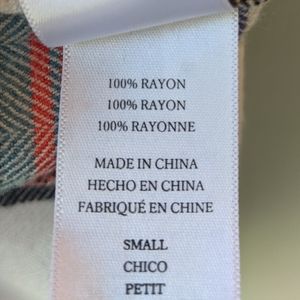 100% RAYON
100% RAYON
100% RAYONNE
MADE IN CHINA
HECHO EN CHINA
FABRIQUÉ EN CHINE
SMALL
CHICO
PETIT